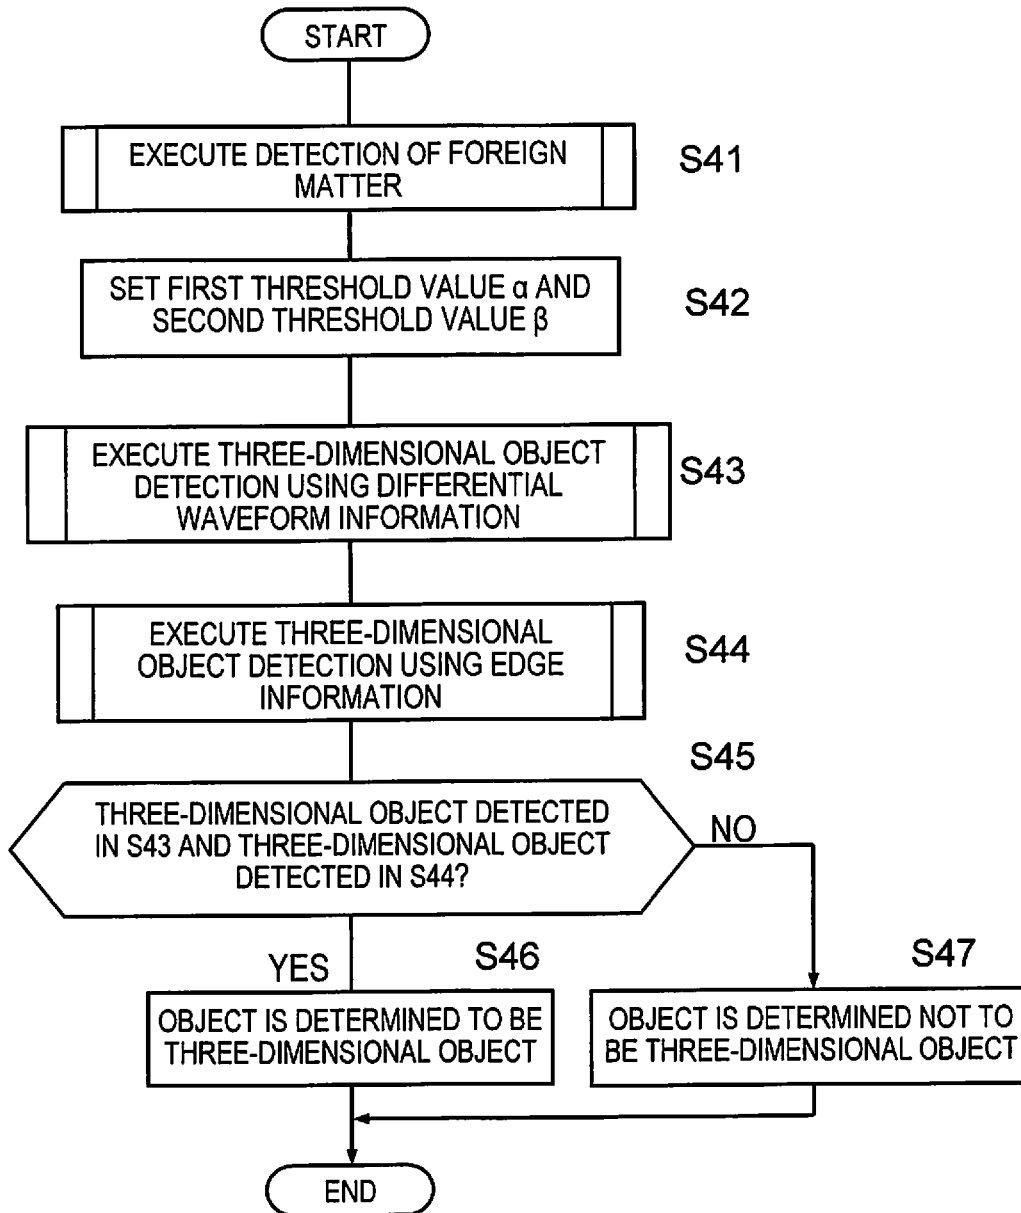 START
EXECUTE DETECTION OF FOREIGN
MATTER
S41
SET FIRST THRESHOLD VALUE α AND
SECOND THRESHOLD VALUE β
S42
EXECUTE THREE-DIMENSIONAL OBJECT
DETECTION USING DIFFERENTIAL
WAVEFORM INFORMATION
S43
EXECUTE THREE-DIMENSIONAL
OBJECT DETECTION USING EDGE
INFORMATION
S44
S45
THREE-DIMENSIONAL OBJECT DETECTED
IN S43 AND THREE-DIMENSIONAL OBJECT
DETECTED IN S44?
NO
YES
S46
S47
OBJECT IS DETERMINED TO BE
THREE-DIMENSIONAL OBJECT
OBJECT IS DETERMINED NOT TO
BE THREE-DIMENSIONAL OBJECT
END